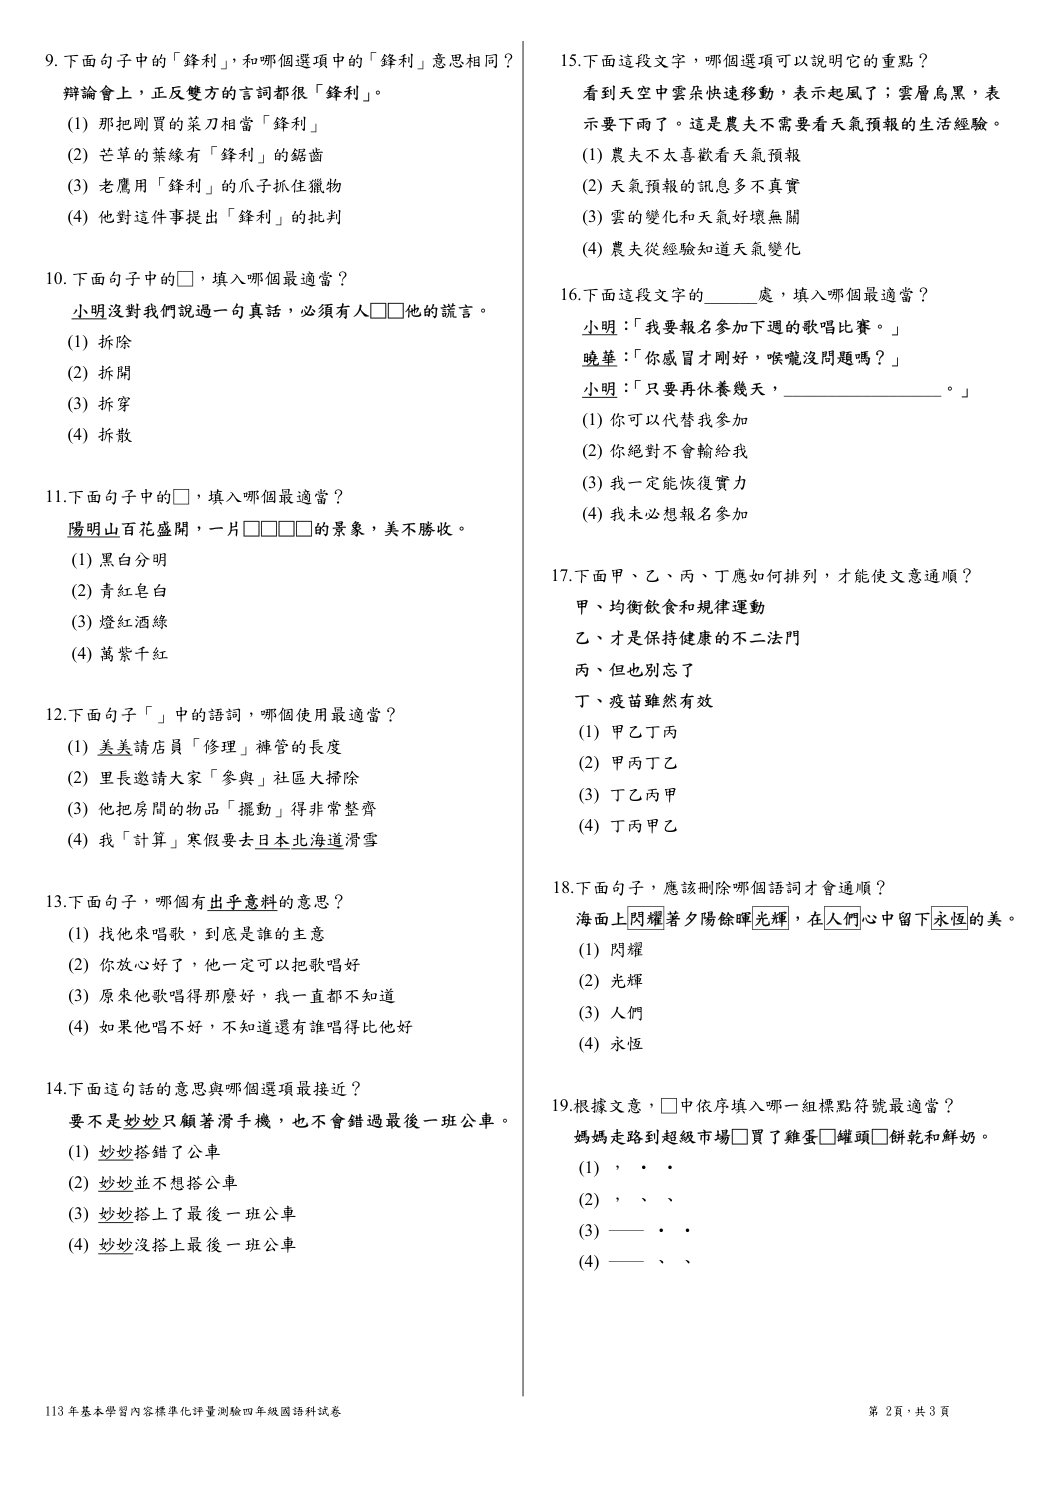 9. 下面句子中的「鋒利」，和哪個選項中的「鋒利」意思相同？
辯論會上，正反雙方的言詞都很「鋒利」。
(1) 那把剛買的菜刀相當「鋒利」
(2) 芒草的葉緣有「鋒利」的鋸齒
(3) 老鷹用「鋒利」的爪子抓住獵物
(4) 他對這件事提出「鋒利」的批判
10. 下面句子中的□，填入哪個最適當？
小明沒對我們說過一句真話，必須有人□□他的謊言。
(1) 拆除
(2) 拆開
(3) 拆穿
(4) 拆散
11.下面句子中的□，填入哪個最適當？
陽明山百花盛開，一片□□□□的景象，美不勝收。
(1) 黑白分明
(2) 青紅皂白
(3) 燈紅酒綠
(4) 萬紫千紅
12.下面句子「」中的語詞，哪個使用最適當？
(1) 美美請店員「修理」褲管的長度
(2) 里長邀請大家「參與」社區大掃除
(3) 他把房間的物品「擺動」得非常整齊
(4) 我「計算」寒假要去日本北海道滑雪
13.下面句子，哪個有出乎意料的意思？
(1) 找他來唱歌，到底是誰的主意
(2) 你放心好了，他一定可以把歌唱好
(3) 原來他歌唱得那麼好，我一直都不知道
(4) 如果他唱不好，不知道還有誰唱得比他好
14.下面這句話的意思與哪個選項最接近？
要不是妙妙只顧著滑手機，也不會錯過最後一班公車。
(1) 妙妙搭錯了公車
(2) 妙妙並不想搭公車
(3) 妙妙搭上了最後一班公車
(4) 妙妙沒搭上最後一班公車
15.下面這段文字，哪個選項可以說明它的重點？
看到天空中雲朵快速移動，表示起風了；雲層烏黑，表
示要下雨了。這是農夫不需要看天氣預報的生活經驗。
(1) 農夫不太喜歡看天氣預報
(2) 天氣預報的訊息多不真實
(3) 雲的變化和天氣好壞無關
(4) 農夫從經驗知道天氣變化
16.下面這段文字的______處，填入哪個最適當？
小明：「我要報名參加下週的歌唱比賽。」
曉華：「你感冒才剛好，喉嚨沒問題嗎？」
小明：「只要再休養幾天，__________________。」
(1) 你可以代替我參加
(2) 你絕對不會輸給我
(3) 我一定能恢復實力
(4) 我未必想報名參加
17.下面甲、乙、丙、丁應如何排列，才能使文意通順？
甲、均衡飲食和規律運動
乙、才是保持健康的不二法門
丙、但也別忘了
丁、疫苗雖然有效
(1) 甲乙丁丙
(2) 甲丙丁乙
(3) 丁乙丙甲
(4) 丁丙甲乙
18.下面句子，應該刪除哪個語詞才會通順？
海面上閃耀著夕陽餘暉光輝，在人們心中留下永恆的美。
(1) 閃耀
(2) 光輝
(3) 人們
(4) 永恆
19.根據文意，□中依序填入哪一組標點符號最適當？
媽媽走路到超級市場□買了雞蛋□罐頭□餅乾和鮮奶。
(1) ， ・ ・
(2) ， 、 、
(3) —— ・ ・
(4) —— 、 、
113 年基本學習內容標準化評量測驗四年級國語科試卷
第 2頁，共 3 頁